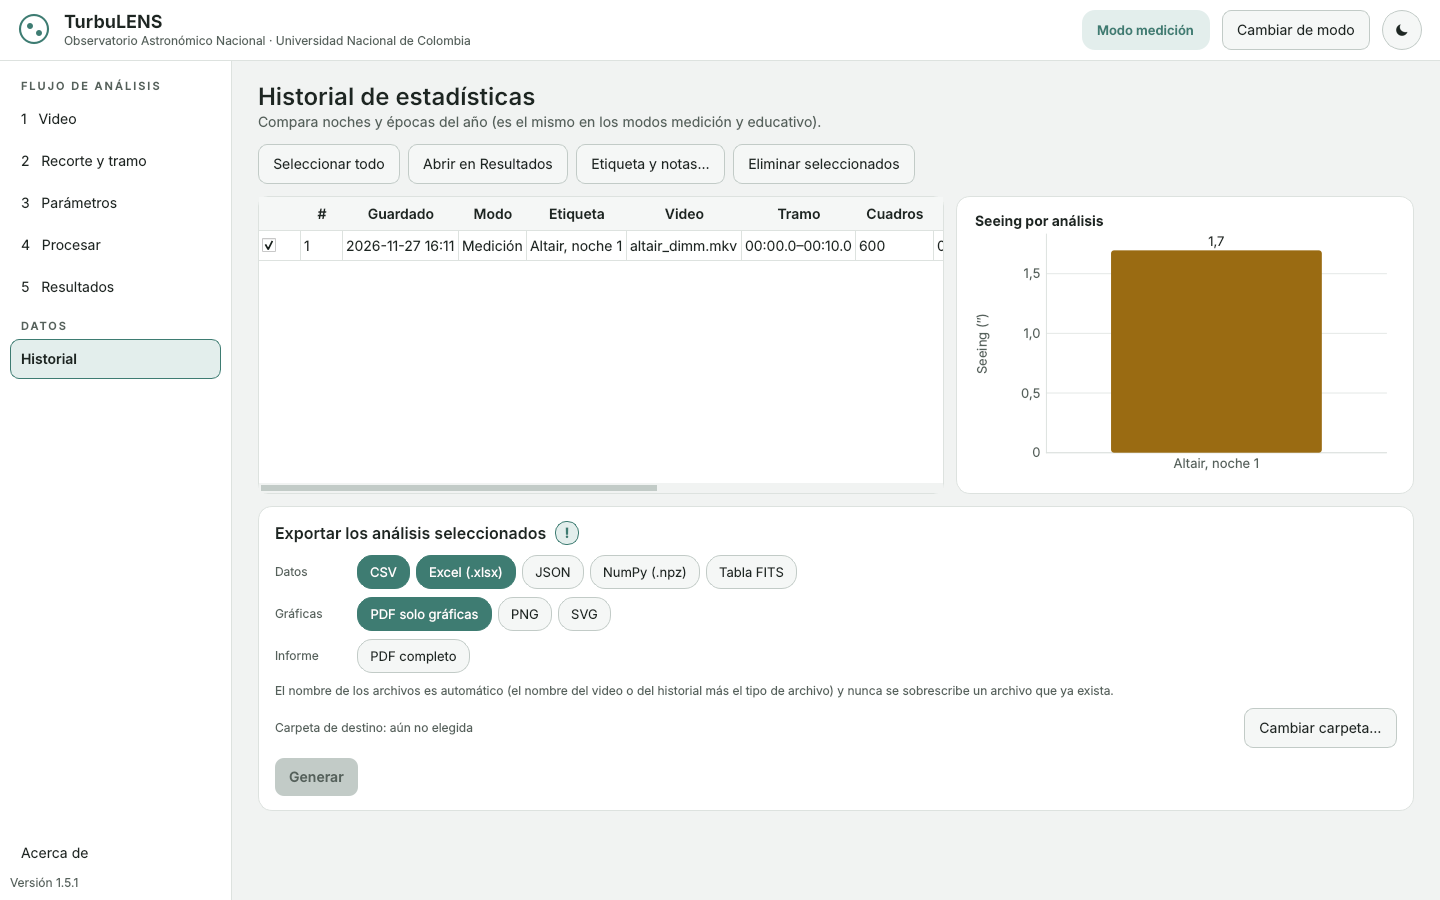 TurbuLENS
Observatorio Astronómico Nacional · Universidad Nacional de Colombia
Modo medición
Cambiar de modo
FLUJO DE ANÁLISIS
1 Video
2 Recorte y tramo
3 Parámetros
4 Procesar
5 Resultados
DATOS
Historial
Acerca de
Versión 1.5.1
Historial de estadísticas
Compara noches y épocas del año (es el mismo en los modos medición y educativo).
Seleccionar todo
Abrir en Resultados
Etiqueta y notas...
Eliminar seleccionados
# Guardado Modo Etiqueta Video Tramo Cuadros
1 2026-11-27 16:11 Medición Altair, noche 1 altair_dimm.mkv 00:00.0–00:10.0 600
Seeing por análisis
1,7
1,5
1,0
0,5
0
Seeing (")
Altair, noche 1
Exportar los análisis seleccionados !
Datos CSV Excel (.xlsx) JSON NumPy (.npz) Tabla FITS
Gráficas PDF solo gráficas PNG SVG
Informe PDF completo
El nombre de los archivos es automático (el nombre del video o del historial más el tipo de archivo) y nunca se sobrescribe un archivo que ya exista.
Carpeta de destino: aún no elegida
Cambiar carpeta...
Generar